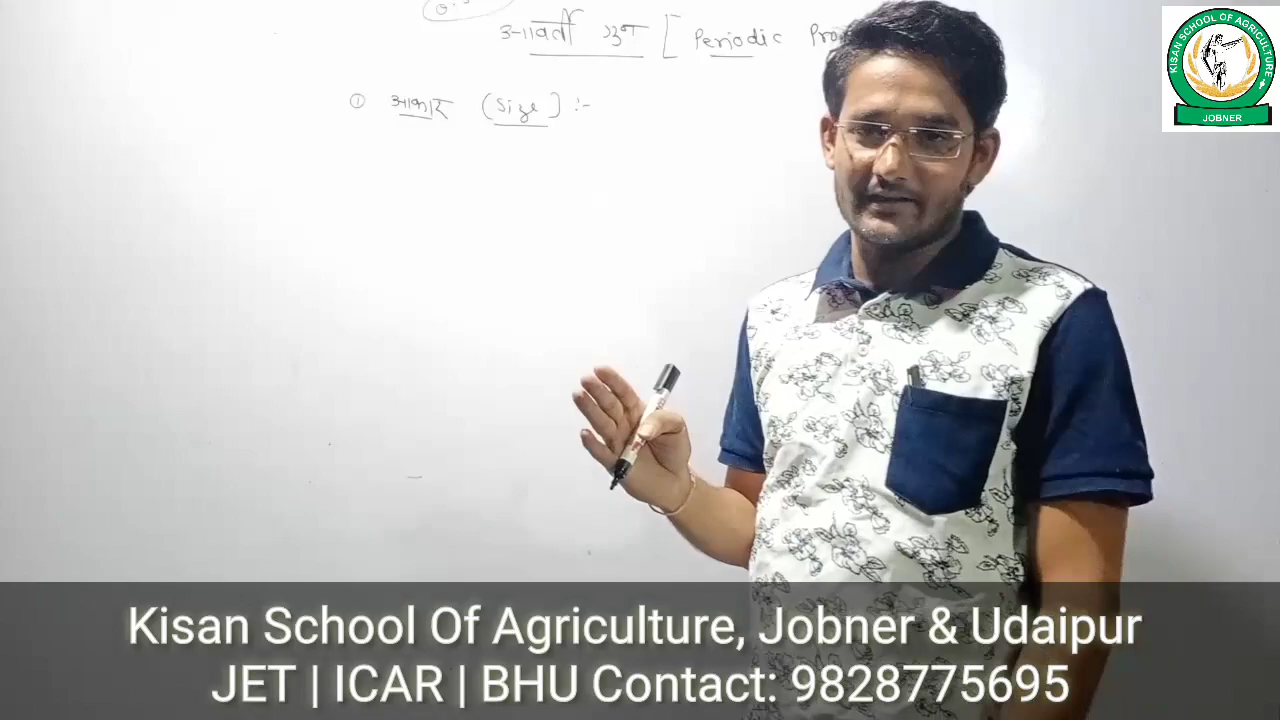 आवर्ती गुण [ Periodic Pro
① आकार (Size) :-
KISAN SCHOOL OF AGRICULTURE
JOBNER
Kisan School Of Agriculture, Jobner & Udaipur
JET | ICAR | BHU Contact: 9828775695